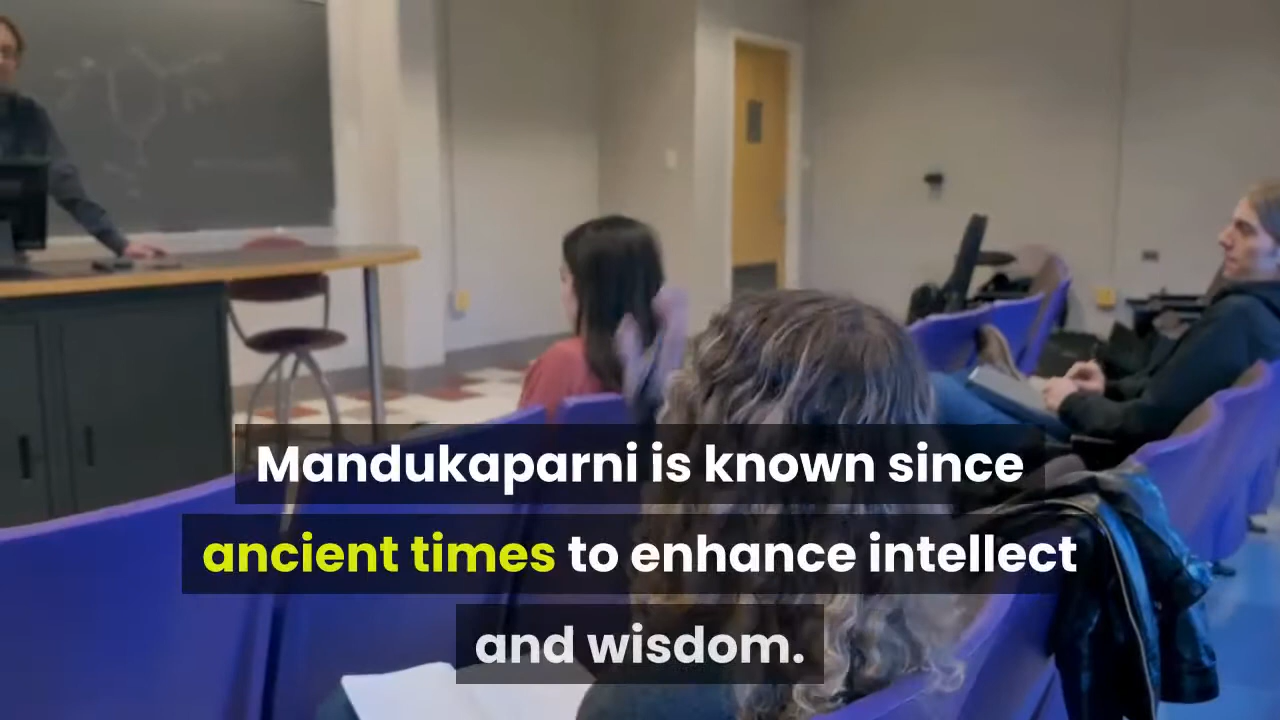 Mandukaparni is known since
ancient times to enhance intellect
and wisdom.